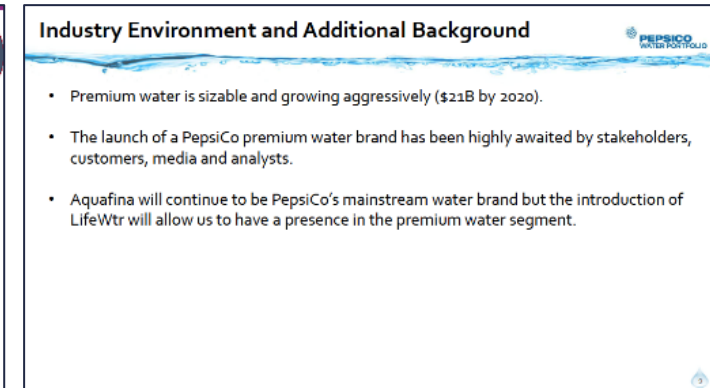 Industry Environment and Additional Background
PEPSICO
WATER PORTFOLIO
• Premium water is sizable and growing aggressively ($21B by 2020).
• The launch of a PepsiCo premium water brand has been highly awaited by stakeholders,
customers, media and analysts.
• Aquafina will continue to be PepsiCo's mainstream water brand but the introduction of
LifeWtr will allow us to have a presence in the premium water segment.
3